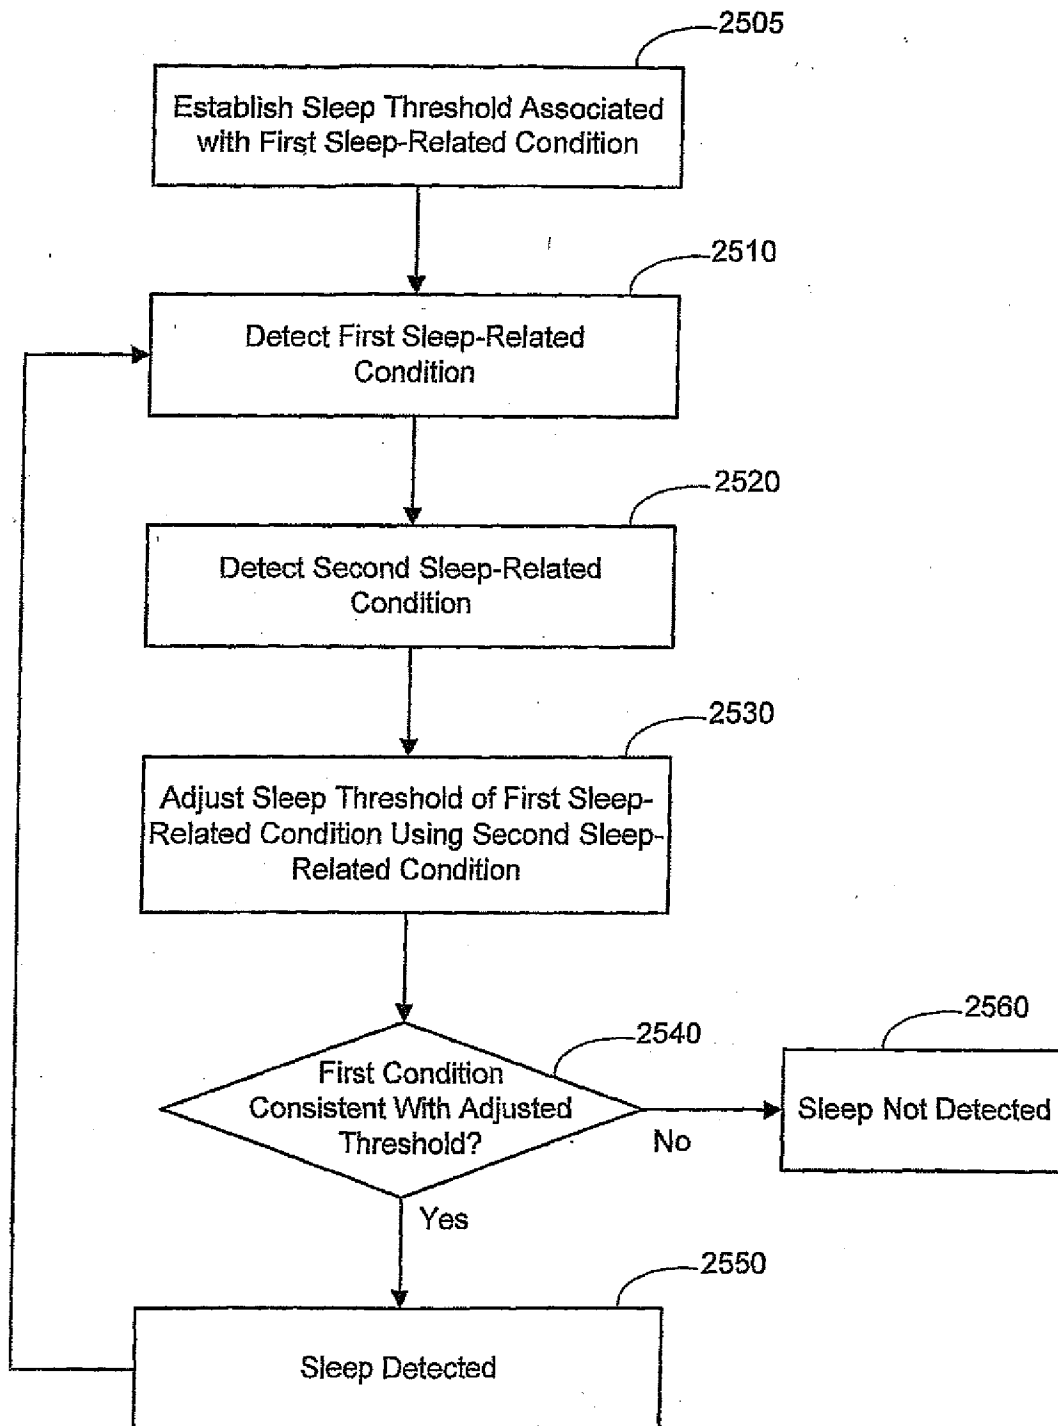 2505
Establish Sleep Threshold Associated
with First Sleep-Related Condition
2510
Detect First Sleep-Related
Condition
2520
Detect Second Sleep-Related
Condition
2530
Adjust Sleep Threshold of First Sleep-
Related Condition Using Second Sleep-
Related Condition
2540
First Condition
Consistent With Adjusted
Threshold?
No
2560
Sleep Not Detected
Yes
2550
Sleep Detected